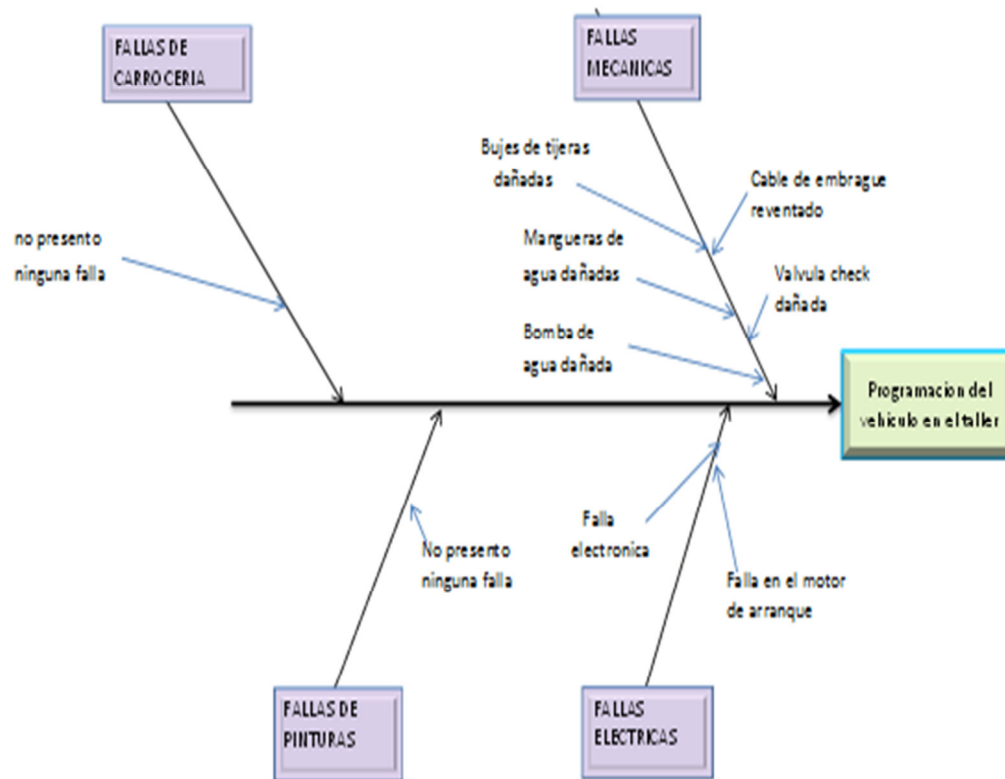 FALLAS DE
CARROCERIA
FALLAS
MECANICAS
Bujes de tijeras
dañadas
Cable de embrague
reventado
no presento
ninguna falla
Mangueras de
agua dañadas
Valvula check
dañada
Bomba de
agua dañada
Programacion del
vehiculo en el taller
No presento
ninguna falla
Falla
electronica
Falla en el motor
de arranque
FALLAS DE
PINTURAS
FALLAS
ELECTRICAS